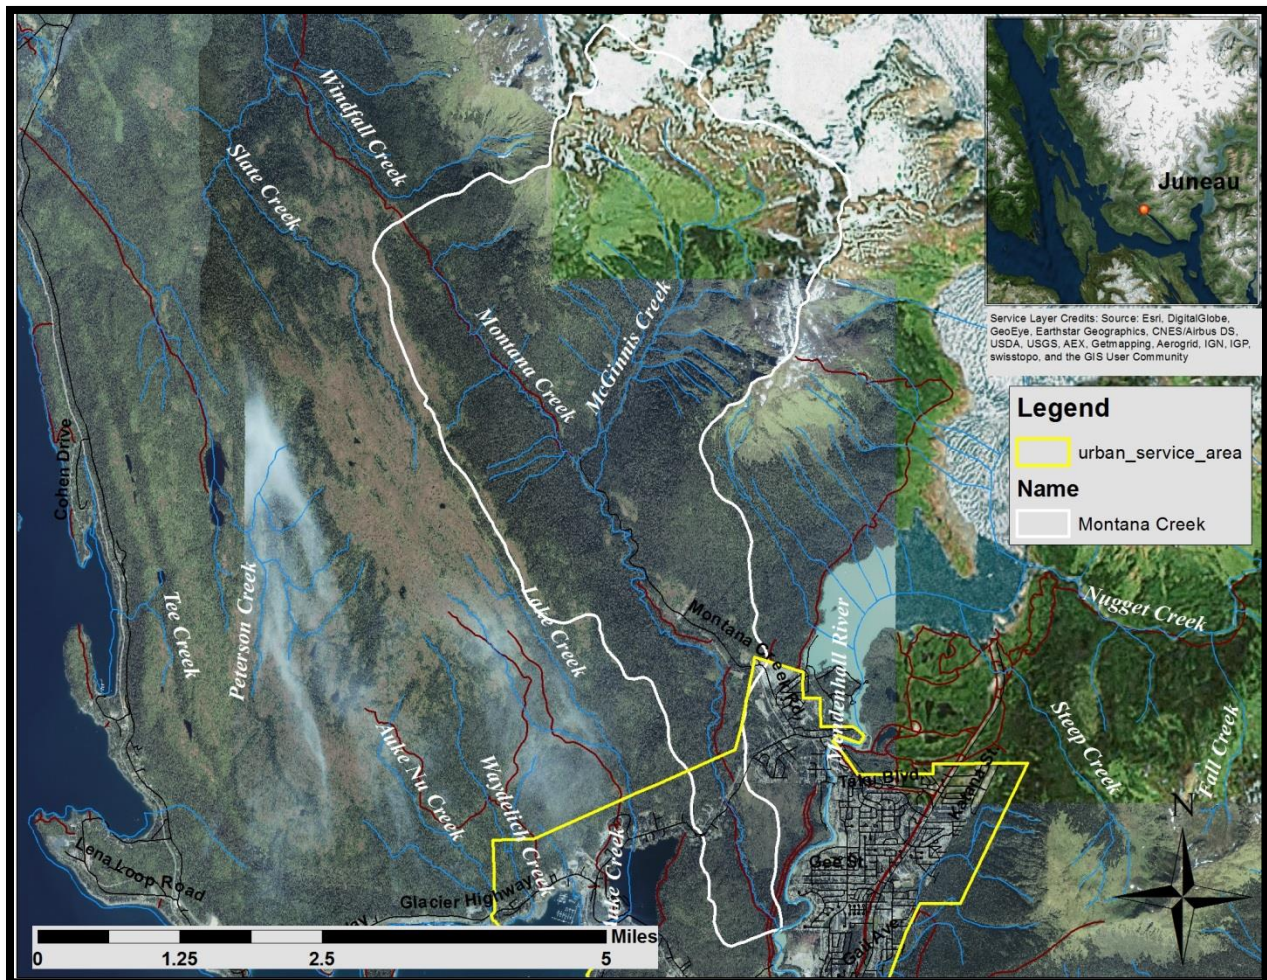 Windfall Creek
Slate Creek
Juneau
Service Layer Credits: Source: Esri, DigitalGlobe,
GeoEye, Earthstar Geographics, CNES/Airbus DS,
USDA, USGS, AEX, Getmapping, Aerogrid, IGN, IGP,
swisstopo, and the GIS User Community
Montana Creek
McGinnis Creek
Legend
urban_service_area
Name
Montana Creek
Cohen Drive
Tee Creek
Peterson Creek
Lake Creek
Montana Creek Rd
Mendenhall River
Nugget Creek
Steep Creek
Fall Creek
Auke Nu Creek
Waydelich Creek
Blvd
Lena Loop Road
Glacier Highway
Gee St
Gail Ave
N
Miles
0
1.25
2.5
5